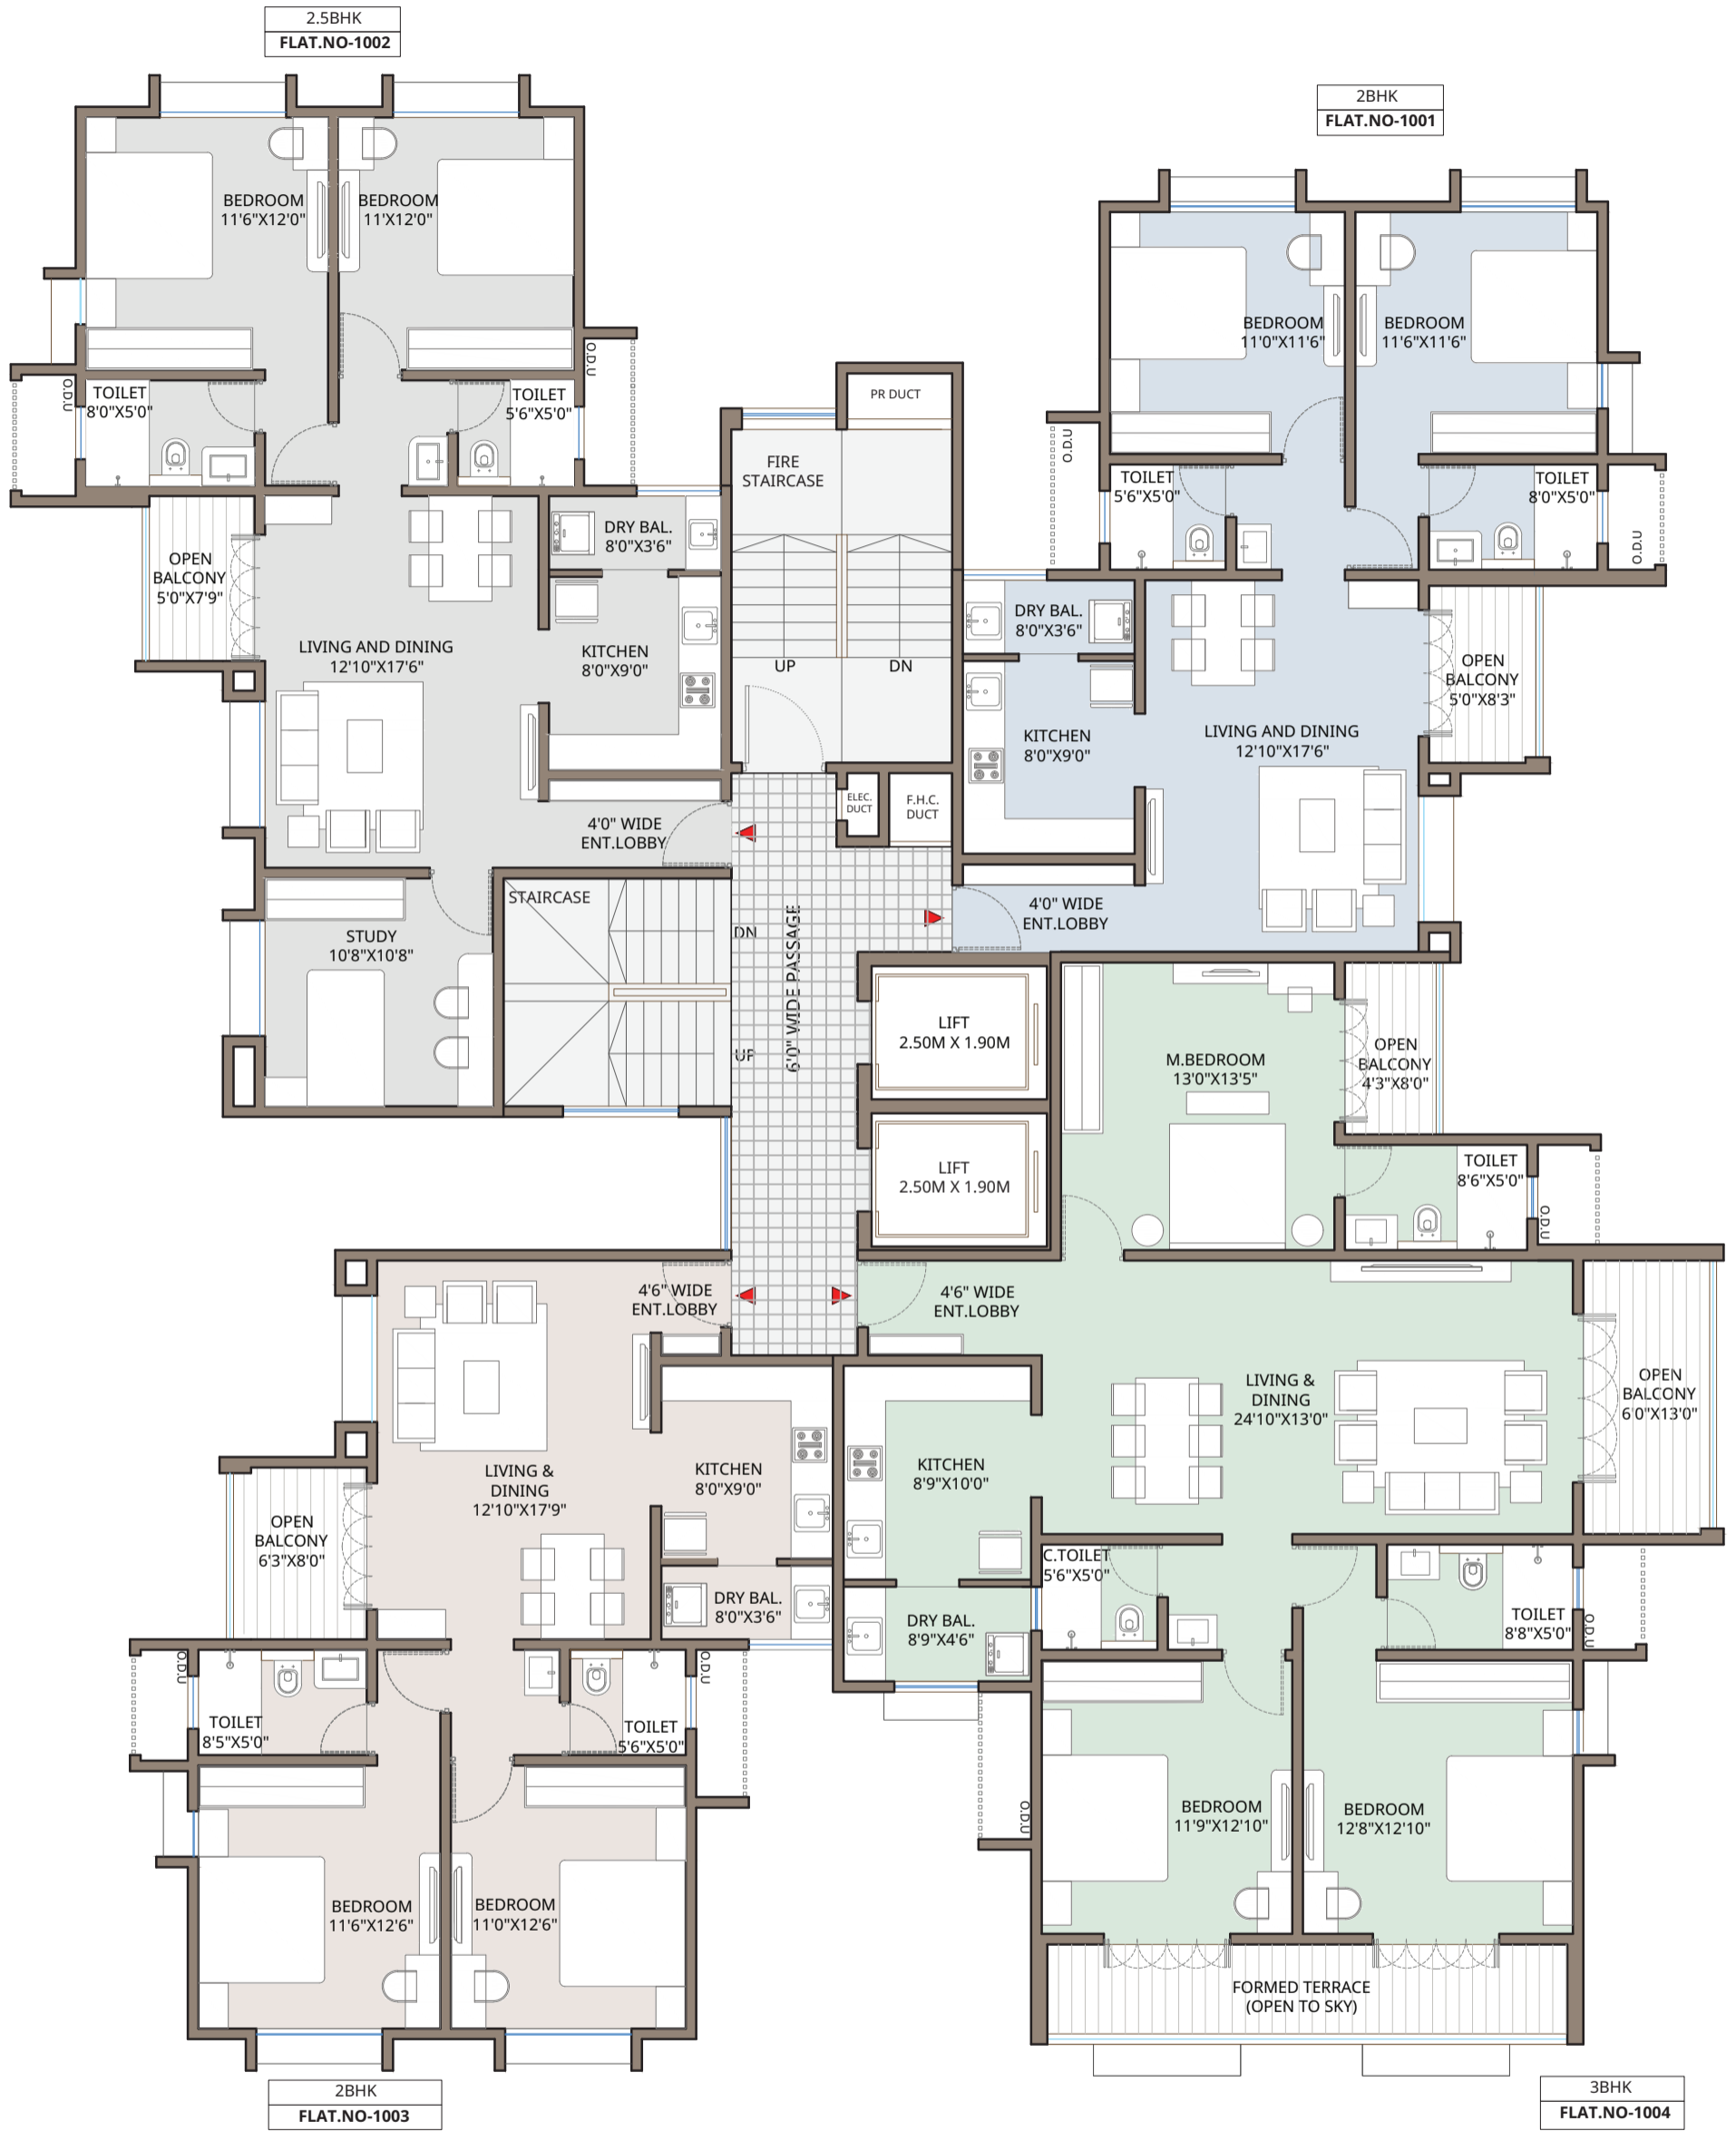 2.5BHK
FLAT.NO-1002
BEDROOM
11'6"X12'0"
BEDROOM
11'X12'0"
O.D.U
TOILET
8'0"X5'0"
TOILET
5'6"X5'0"
O.D.U
OPEN
BALCONY
5'0"X7'9"
DRY BAL.
8'0"X3'6"
LIVING AND DINING
12'10"X17'6"
KITCHEN
8'0"X9'0"
4'0" WIDE
ENT.LOBBY
STUDY
10'8"X10'8"
2BHK
FLAT.NO-1001
BEDROOM
11'0"X11'6"
BEDROOM
11'6"X11'6"
O.D.U
TOILET
5'6"X5'0"
TOILET
8'0"X5'0"
O.D.U
DRY BAL.
8'0"X3'6"
OPEN
BALCONY
5'0"X8'3"
KITCHEN
8'0"X9'0"
LIVING AND DINING
12'10"X17'6"
4'0" WIDE
ENT.LOBBY
PR DUCT
FIRE
STAIRCASE
UP
DN
ELEC.
DUCT
F.H.C.
DUCT
STAIRCASE
DN
UP
6'0" WIDE PASSAGE
LIFT
2.50M X 1.90M
LIFT
2.50M X 1.90M
M.BEDROOM
13'0"X13'5"
OPEN
BALCONY
4'3"X8'0"
TOILET
8'6"X5'0"
O.D.U
4'6" WIDE
ENT.LOBBY
4'6" WIDE
ENT.LOBBY
LIVING &
DINING
24'10"X13'0"
OPEN
BALCONY
6'0"X13'0"
KITCHEN
8'9"X10'0"
C.TOILET
5'6"X5'0"
DRY BAL.
8'9"X4'6"
TOILET
8'8"X5'0"
O.D.U
O.D.U
BEDROOM
11'9"X12'10"
BEDROOM
12'8"X12'10"
FORMED TERRACE
(OPEN TO SKY)
3BHK
FLAT.NO-1004
LIVING &
DINING
12'10"X17'9"
KITCHEN
8'0"X9'0"
OPEN
BALCONY
6'3"X8'0"
DRY BAL.
8'0"X3'6"
O.D.U
TOILET
8'5"X5'0"
TOILET
5'6"X5'0"
O.D.U
BEDROOM
11'6"X12'6"
BEDROOM
11'0"X12'6"
2BHK
FLAT.NO-1003